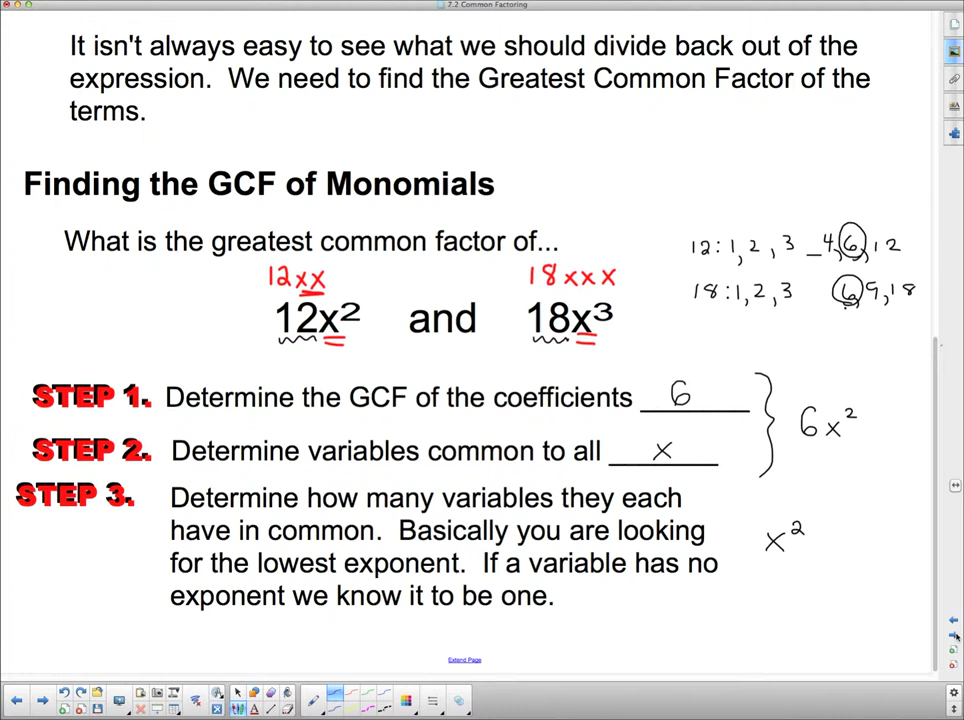 7.2 Common Factoring
It isn't always easy to see what we should divide back out of the
expression. We need to find the Greatest Common Factor of the
terms.
Finding the GCF of Monomials
What is the greatest common factor of...
12xx 18xxx
12x² and 18x³
12:1,2,3_4,6,12
18:1,2,3 6,9,18
STEP 1. Determine the GCF of the coefficients 6
STEP 2. Determine variables common to all x
6x²
STEP 3. Determine how many variables they each
have in common. Basically you are looking
for the lowest exponent. If a variable has no
exponent we know it to be one.
x²
Extend Page